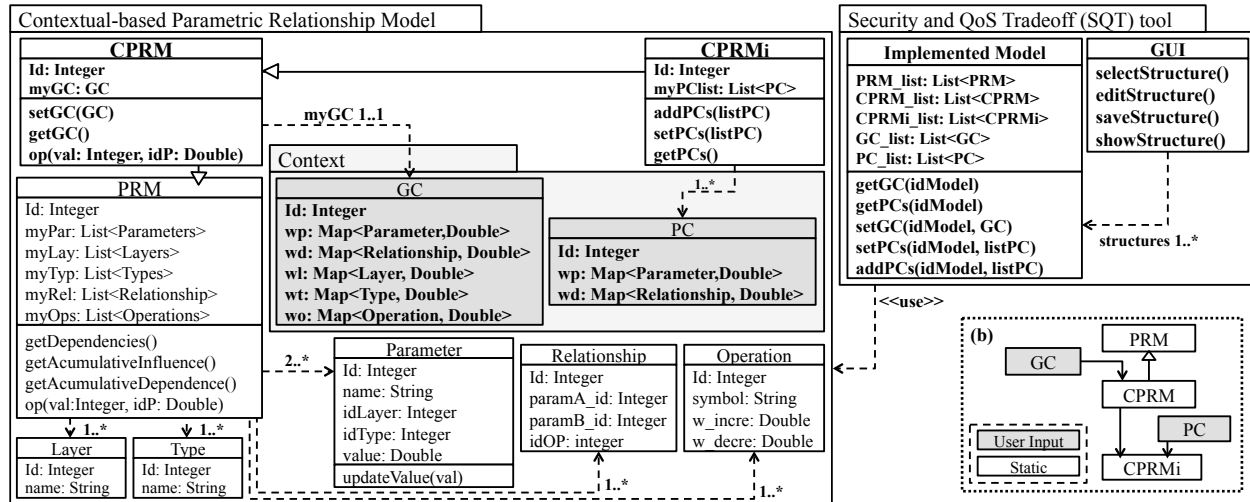 Contextual-based Parametric Relationship Model
CPRM
Id: Integer
myGC: GC
setGC(GC)
getGC()
op(val: Integer, idP: Double)
myGC 1..1
CPRMi
Id: Integer
myPClist: List<PC>
addPCs(listPC)
setPCs(listPC)
getPCs()
1..*
Context
GC
Id: Integer
wp: Map<Parameter,Double>
wd: Map<Relationship, Double>
wl: Map<Layer, Double>
wt: Map<Type, Double>
wo: Map<Operation, Double>
PC
Id: Integer
wp: Map<Parameter,Double>
wd: Map<Relationship, Double>
PRM
Id: Integer
myPar: List<Parameters>
myLay: List<Layers>
myTyp: List<Types>
myRel: List<Relationship>
myOps: List<Operations>
getDependencies()
getAcumulativeInfluence()
getAcumulativeDependence()
op(val:Integer, idP: Double)
2..*
1..*
1..*
Layer
Id: Integer
name: String
Type
Id: Integer
name: String
Parameter
Id: Integer
name: String
idLayer: Integer
idType: Integer
value: Double
updateValue(val)
Relationship
Id: Integer
paramA_id: Integer
paramB_id: Integer
idOP: integer
1..*
Operation
Id: Integer
symbol: String
w_incre: Double
w_decre: Double
1..*
Security and QoS Tradeoff (SQT) tool
Implemented Model
PRM_list: List<PRM>
CPRM_list: List<CPRM>
CPRMi_list: List<CPRMi>
GC_list: List<GC>
PC_list: List<PC>
getGC(idModel)
getPCs(idModel)
setGC(idModel, GC)
setPCs(idModel, listPC)
addPCs(idModel, listPC)
GUI
selectStructure()
editStructure()
saveStructure()
showStructure()
structures 1..*
<<use>>
(b)
PRM
GC
CPRM
PC
CPRMi
User Input
Static